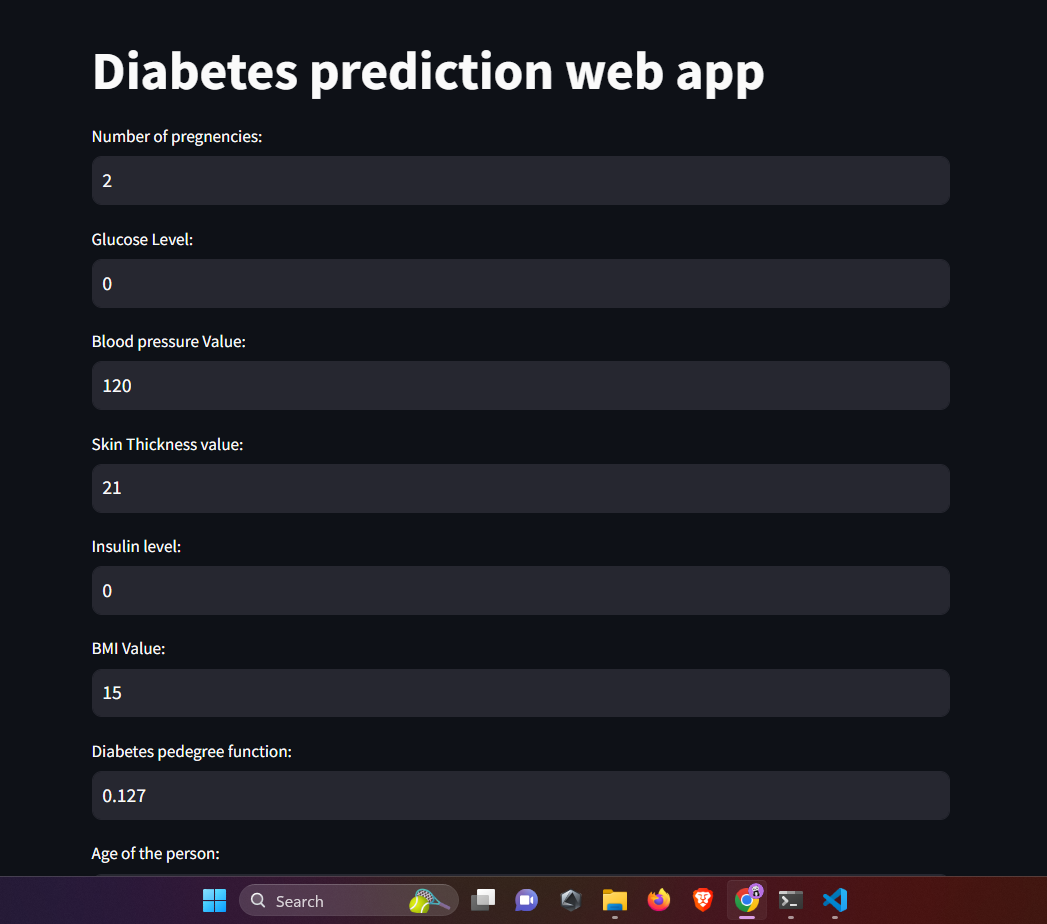 Diabetes prediction web app
Number of pregnencies:
2
Glucose Level:
0
Blood pressure Value:
120
Skin Thickness value:
21
Insulin level:
0
BMI Value:
15
Diabetes pedegree function:
0.127
Age of the person:
Search